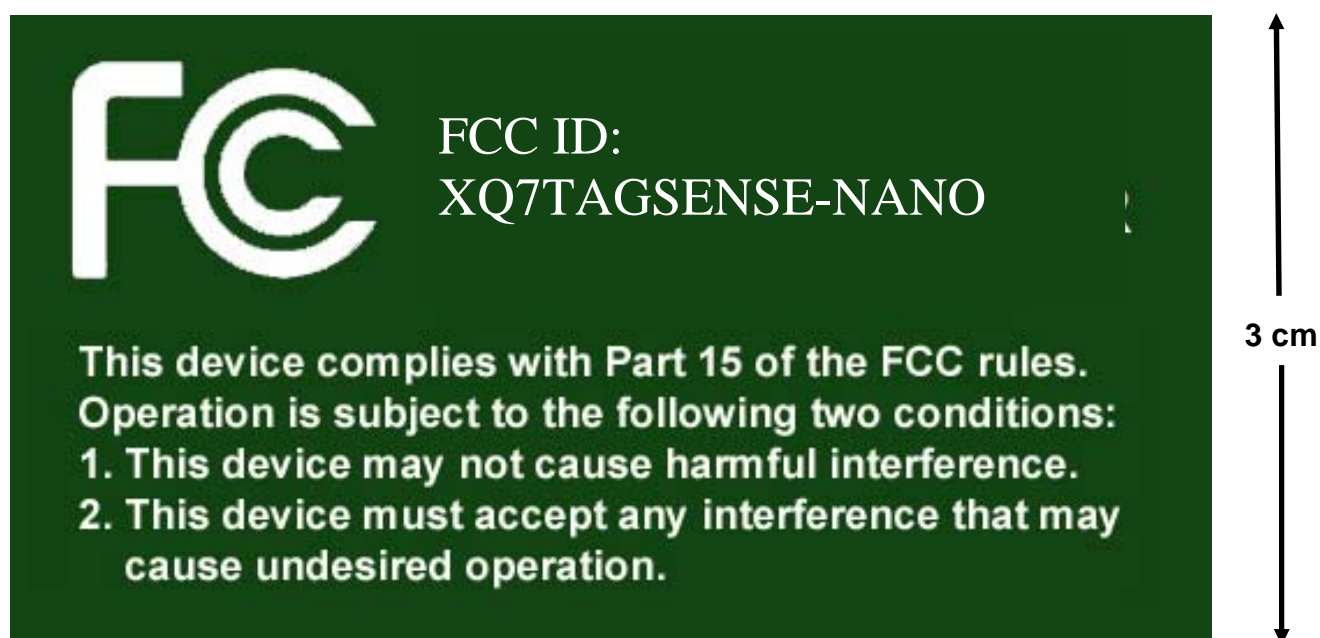 FCC
FCC ID:
XQ7TAGSENSE-NANO
This device complies with Part 15 of the FCC rules.
Operation is subject to the following two conditions:
1. This device may not cause harmful interference.
2. This device must accept any interference that may
cause undesired operation.
3 cm